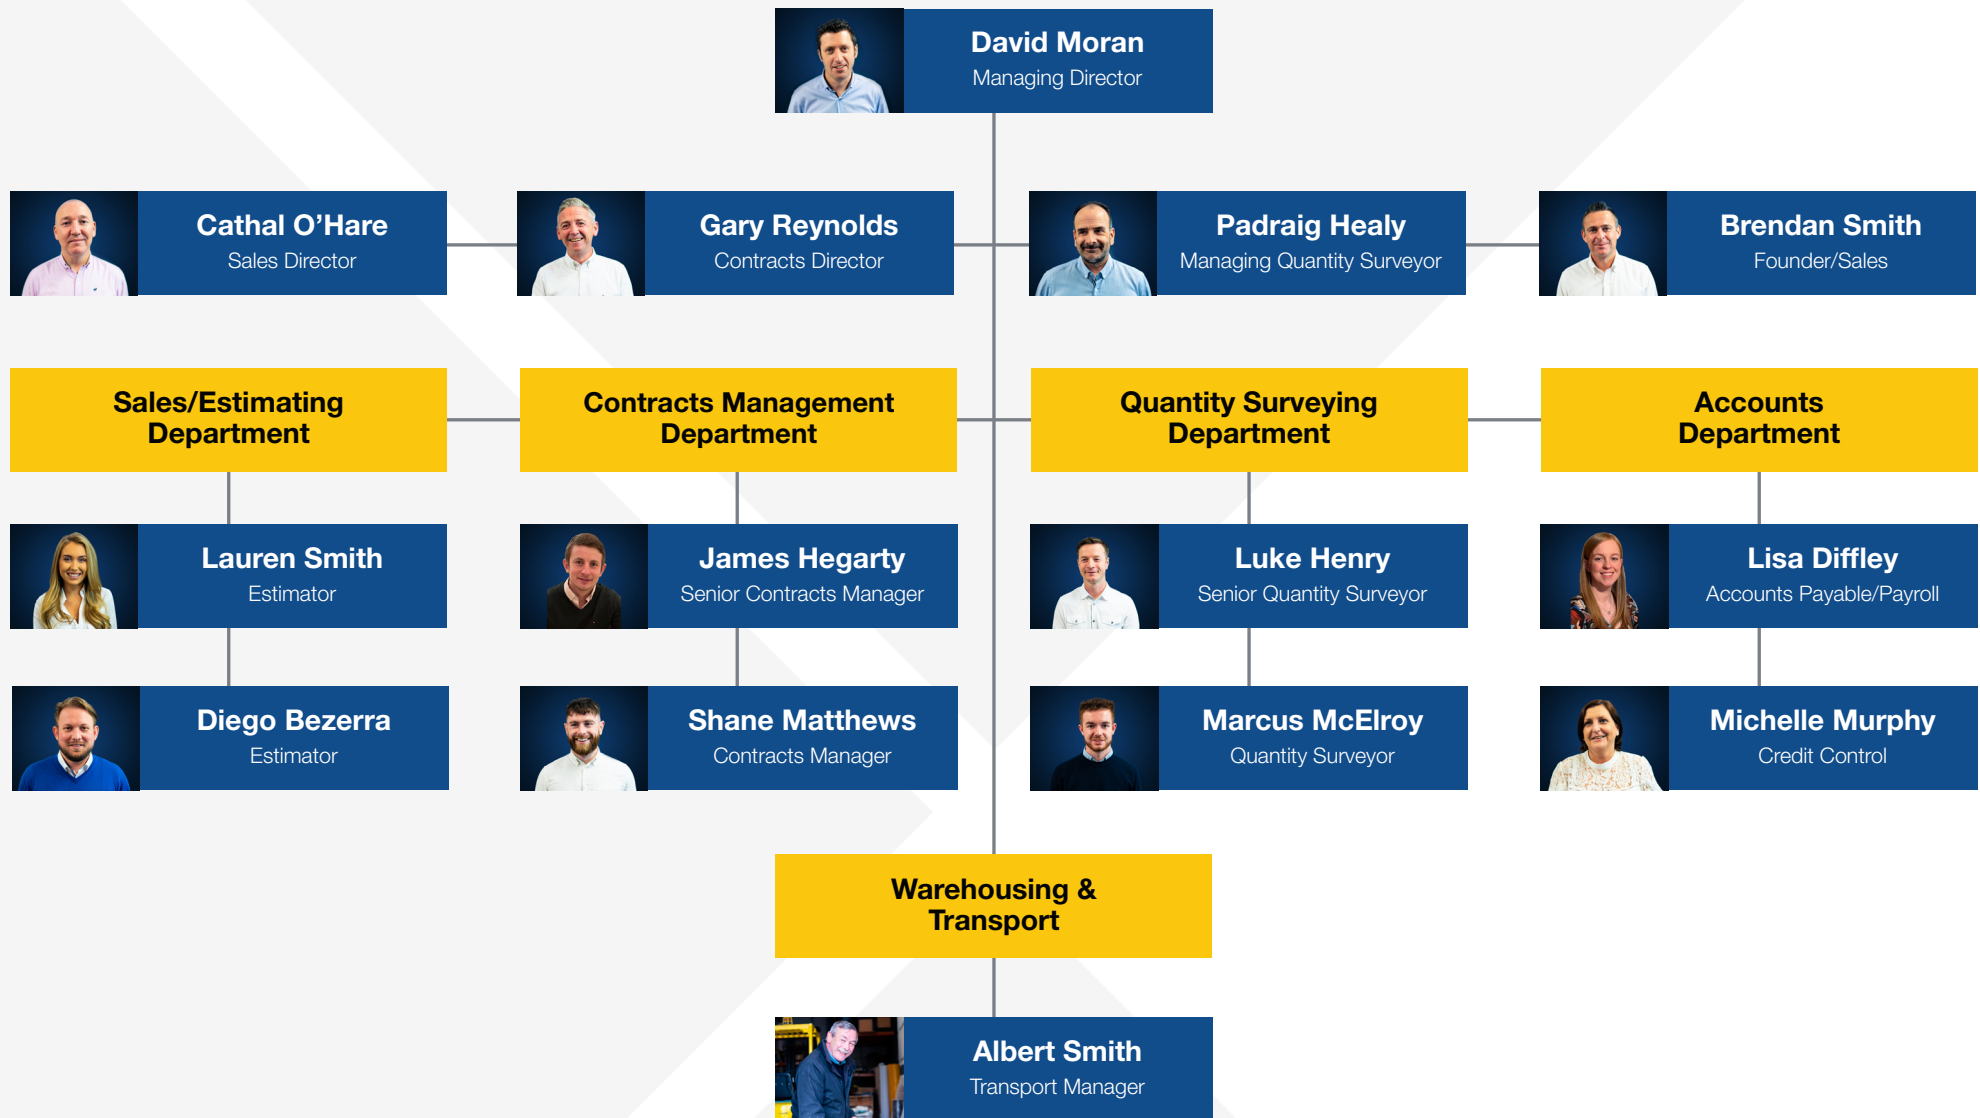 David Moran
Managing Director
Cathal O’Hare
Sales Director
Gary Reynolds
Contracts Director
Padraig Healy
Managing Quantity Surveyor
Brendan Smith
Founder/Sales
Sales/Estimating
Department
Contracts Management
Department
Quantity Surveying
Department
Accounts
Department
Lauren Smith
Estimator
James Hegarty
Senior Contracts Manager
Luke Henry
Senior Quantity Surveyor
Lisa Diffley
Accounts Payable/Payroll
Diego Bezerra
Estimator
Shane Matthews
Contracts Manager
Marcus McElroy
Quantity Surveyor
Michelle Murphy
Credit Control
Warehousing &
Transport
Albert Smith
Transport Manager